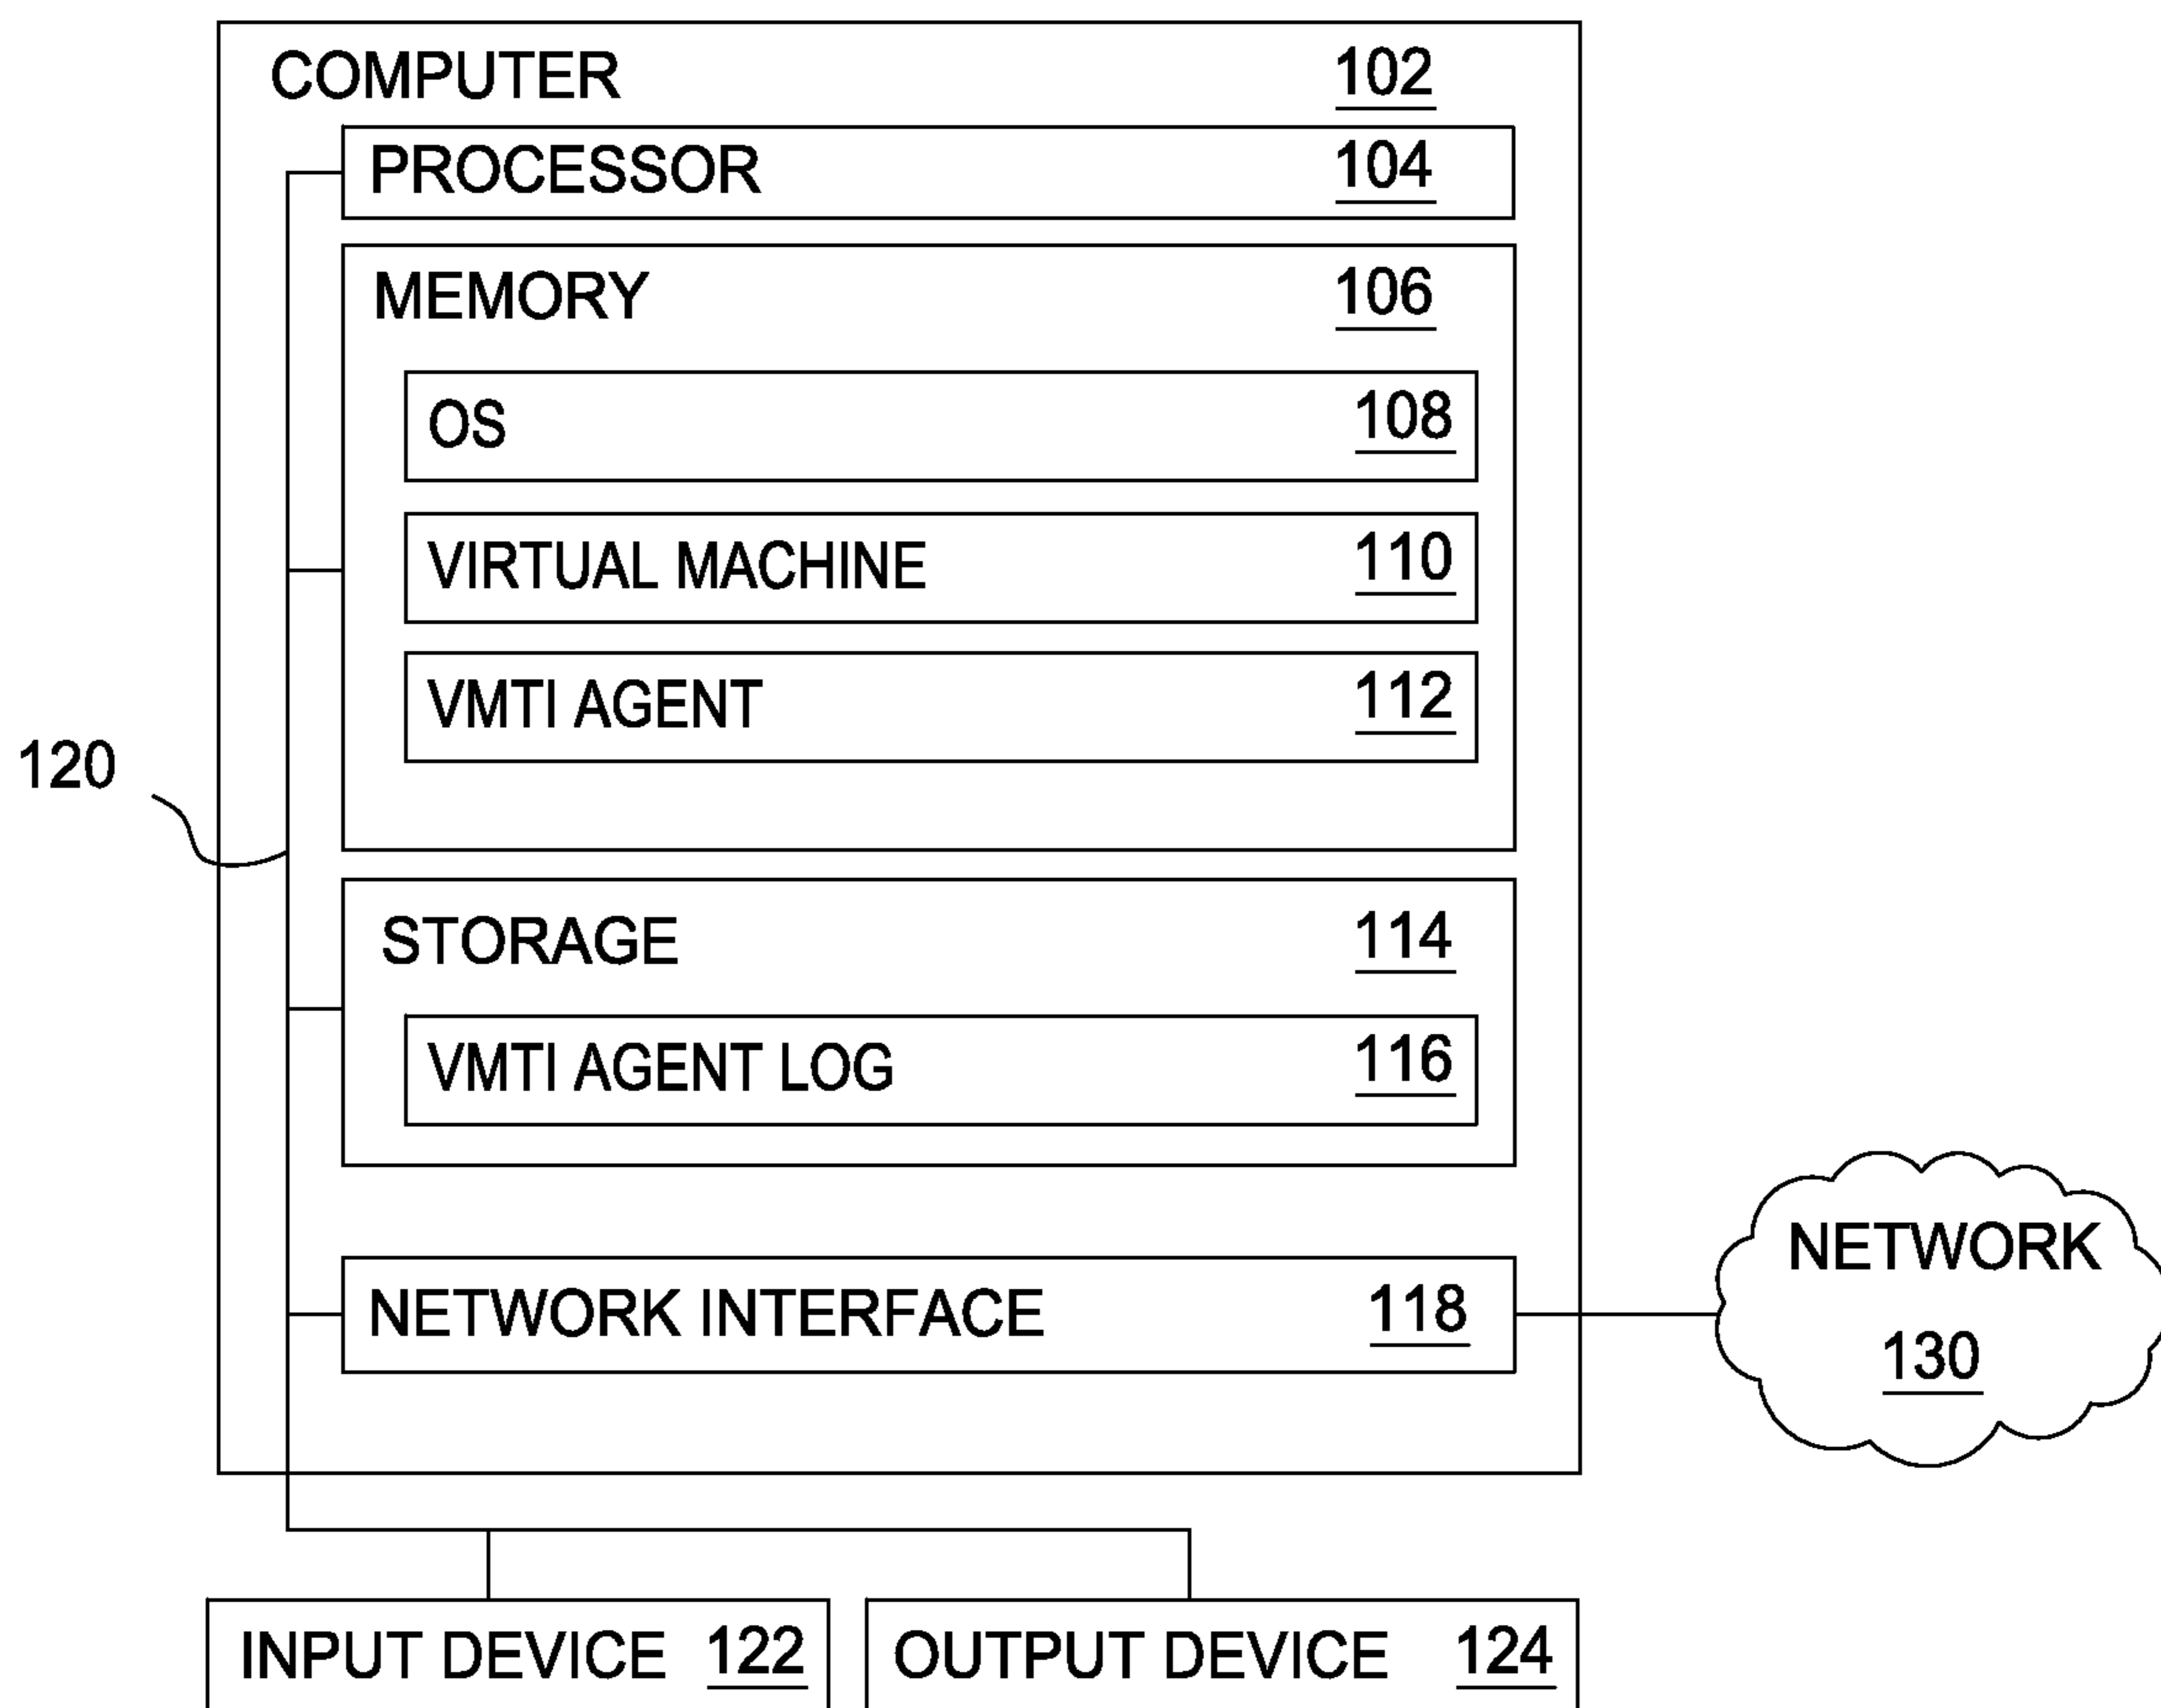 COMPUTER 102
PROCESSOR 104
MEMORY 106
OS 108
VIRTUAL MACHINE 110
VMTI AGENT 112
120
STORAGE 114
VMTI AGENT LOG 116
NETWORK INTERFACE 118
NETWORK
130
INPUT DEVICE 122
OUTPUT DEVICE 124